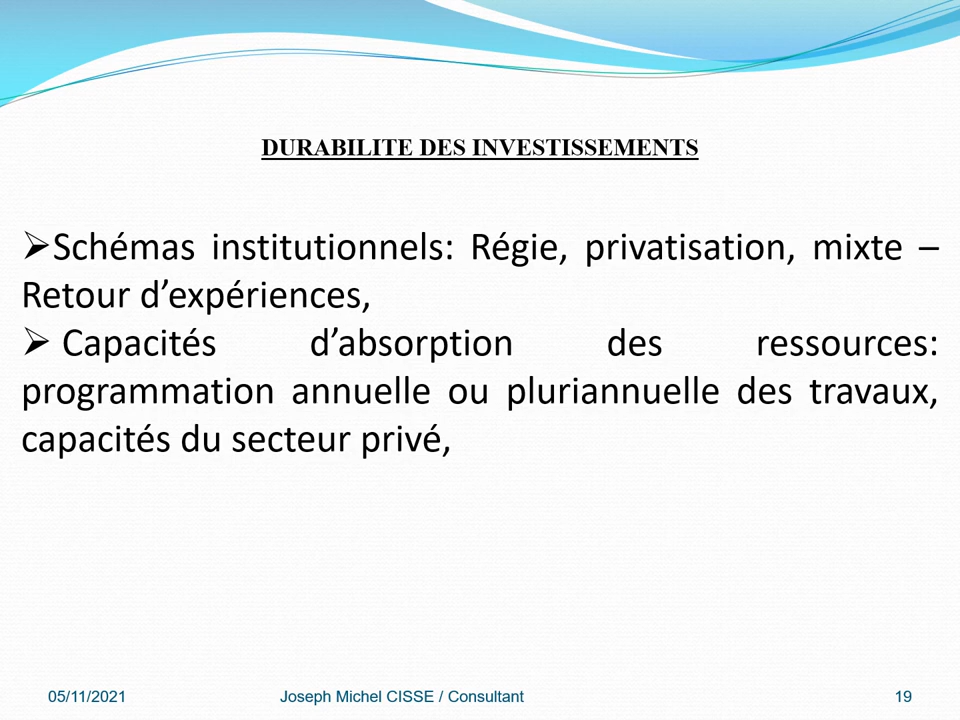 DURABILITE DES INVESTISSEMENTS
➢Schémas institutionnels: Régie, privatisation, mixte –
Retour d’expériences,
➢ Capacités d’absorption des ressources:
programmation annuelle ou pluriannuelle des travaux,
capacités du secteur privé,
05/11/2021 Joseph Michel CISSE / Consultant 19